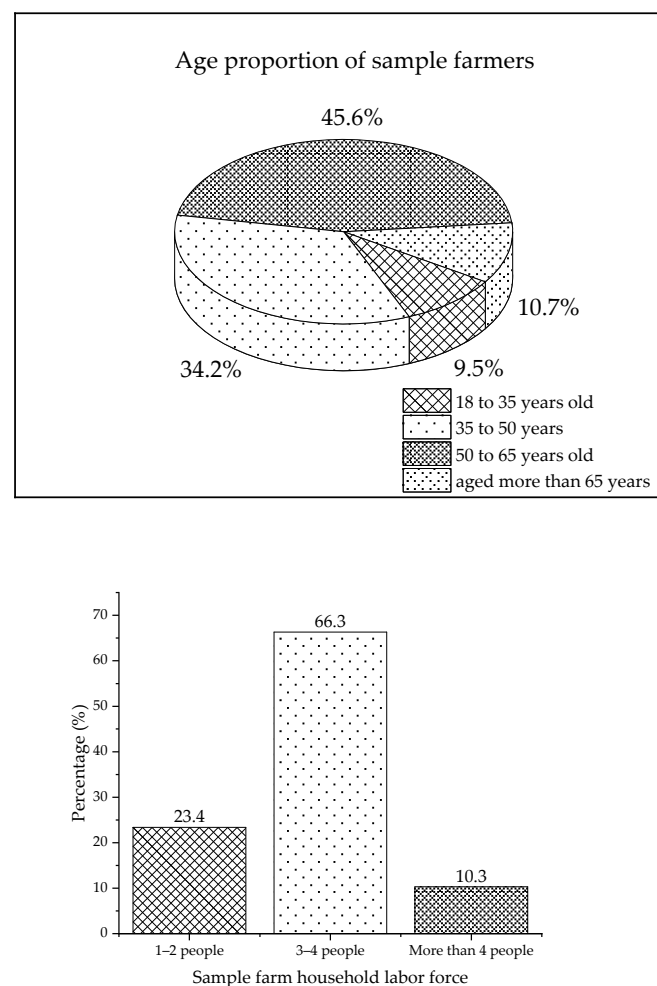 Age proportion of sample farmers
45.6%
10.7%
34.2%
9.5%
18 to 35 years old
35 to 50 years
50 to 65 years old
aged more than 65 years
70
60
50
40
30
20
10
0
Percentage (%)
23.4
66.3
10.3
1–2 people
3–4 people
More than 4 people
Sample farm household labor force